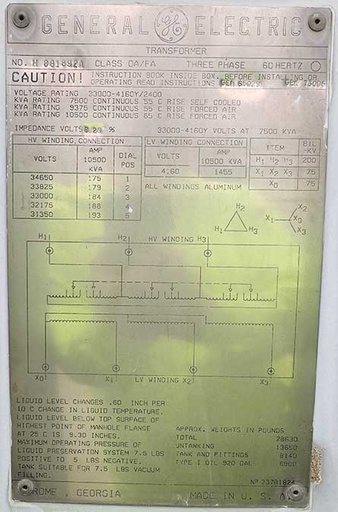 GENERAL GE ELECTRIC
TRANSFORMER
NO. CLASS OA/FA THREE PHASE 60 HERTZ
CAUTION! INSTRUCTION BOOK INSIDE BOX. BEFORE INSTALLING OR
OPERATING READ INSTRUCTIONS
VOLTAGE RATING 33000-4160Y/2400
KVA RATING 7500 CONTINUOUS 55 C RISE SELF COOLED
KVA RATING 9375 CONTINUOUS 55 C RISE FORCED AIR
KVA RATING 10500 CONTINUOUS 65 C RISE FORCED AIR
IMPEDANCE VOLTS % 33000-4160Y VOLTS AT 7500 KVA
HV WINDING CONNECTION
VOLTS AMP 10500 KVA DIAL POS
34650 175 1
33825 179 2
33000 184 3
32175 188 4
31350 193 5
LV WINDING CONNECTION
VOLTS AMP 10500 KVA
4160 1455
ALL WINDINGS ALUMINUM
ITEM BIL KV
H1 H2 H3 200
X1 X2 X3 75
X0 75
H2
H1 H3
X1 X2 X3
H1 H2 HV WINDING H3
X0 X1 LV WINDING X2 X3
LIQUID LEVEL CHANGES .60 INCH PER
10 C CHANGE IN LIQUID TEMPERATURE.
LIQUID LEVEL BELOW TOP SURFACE OF
HIGHEST POINT OF MANHOLE FLANGE
AT 25 C IS 9.30 INCHES.
MAXIMUM OPERATING PRESSURE OF
LIQUID PRESERVATION SYSTEM 7.5 LBS
POSITIVE TO 5 LBS NEGATIVE.
TANK SUITABLE FOR 7.5 LBS VACUUM
FILLING.
APPROX. WEIGHTS IN POUNDS
TOTAL 28630
UNTANKING 13650
TANK AND FITTINGS 8140
TYPE I OIL 920 GAL
NP
ROME, GEORGIA MADE IN U.S.A.